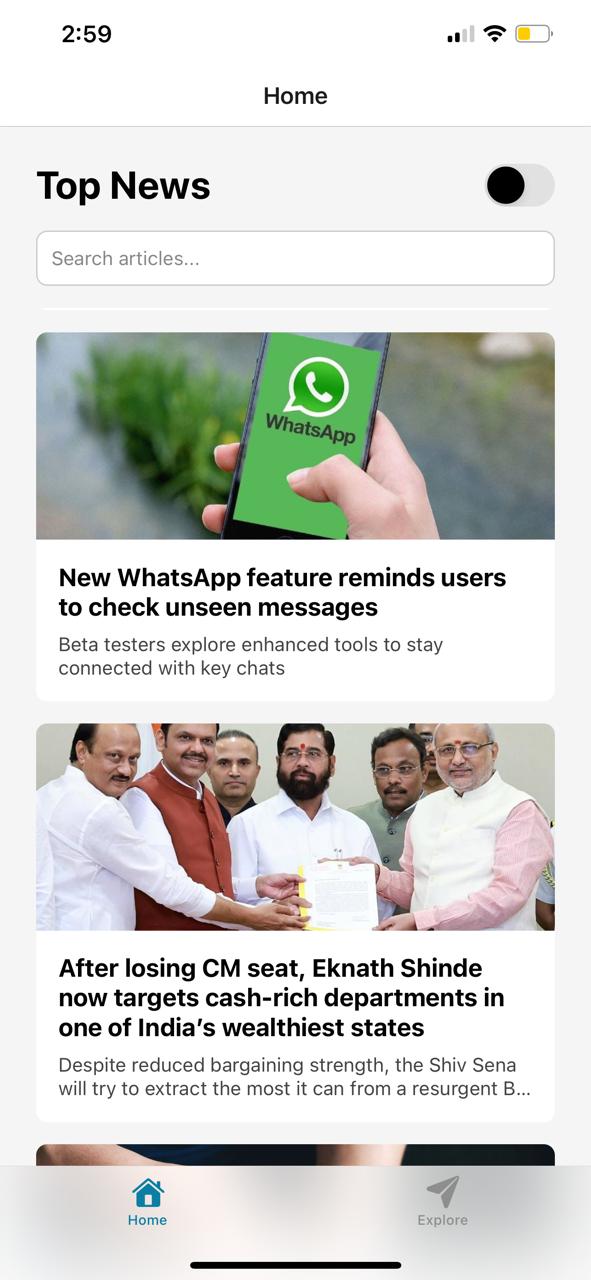 2:59
Home
Top News
Search articles...
WhatsApp
New WhatsApp feature reminds users
to check unseen messages
Beta testers explore enhanced tools to stay
connected with key chats
After losing CM seat, Eknath Shinde
now targets cash-rich departments in
one of India’s wealthiest states
Despite reduced bargaining strength, the Shiv Sena
will try to extract the most it can from a resurgent B...
Home
Explore